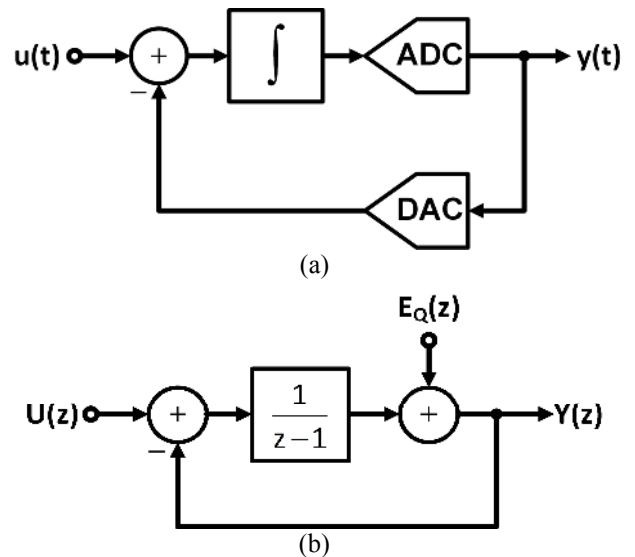 u(t) + ∫ ADC y(t)
−
DAC
(a)
E_Q(z)
U(z) + 1/(z−1) + Y(z)
−
(b)